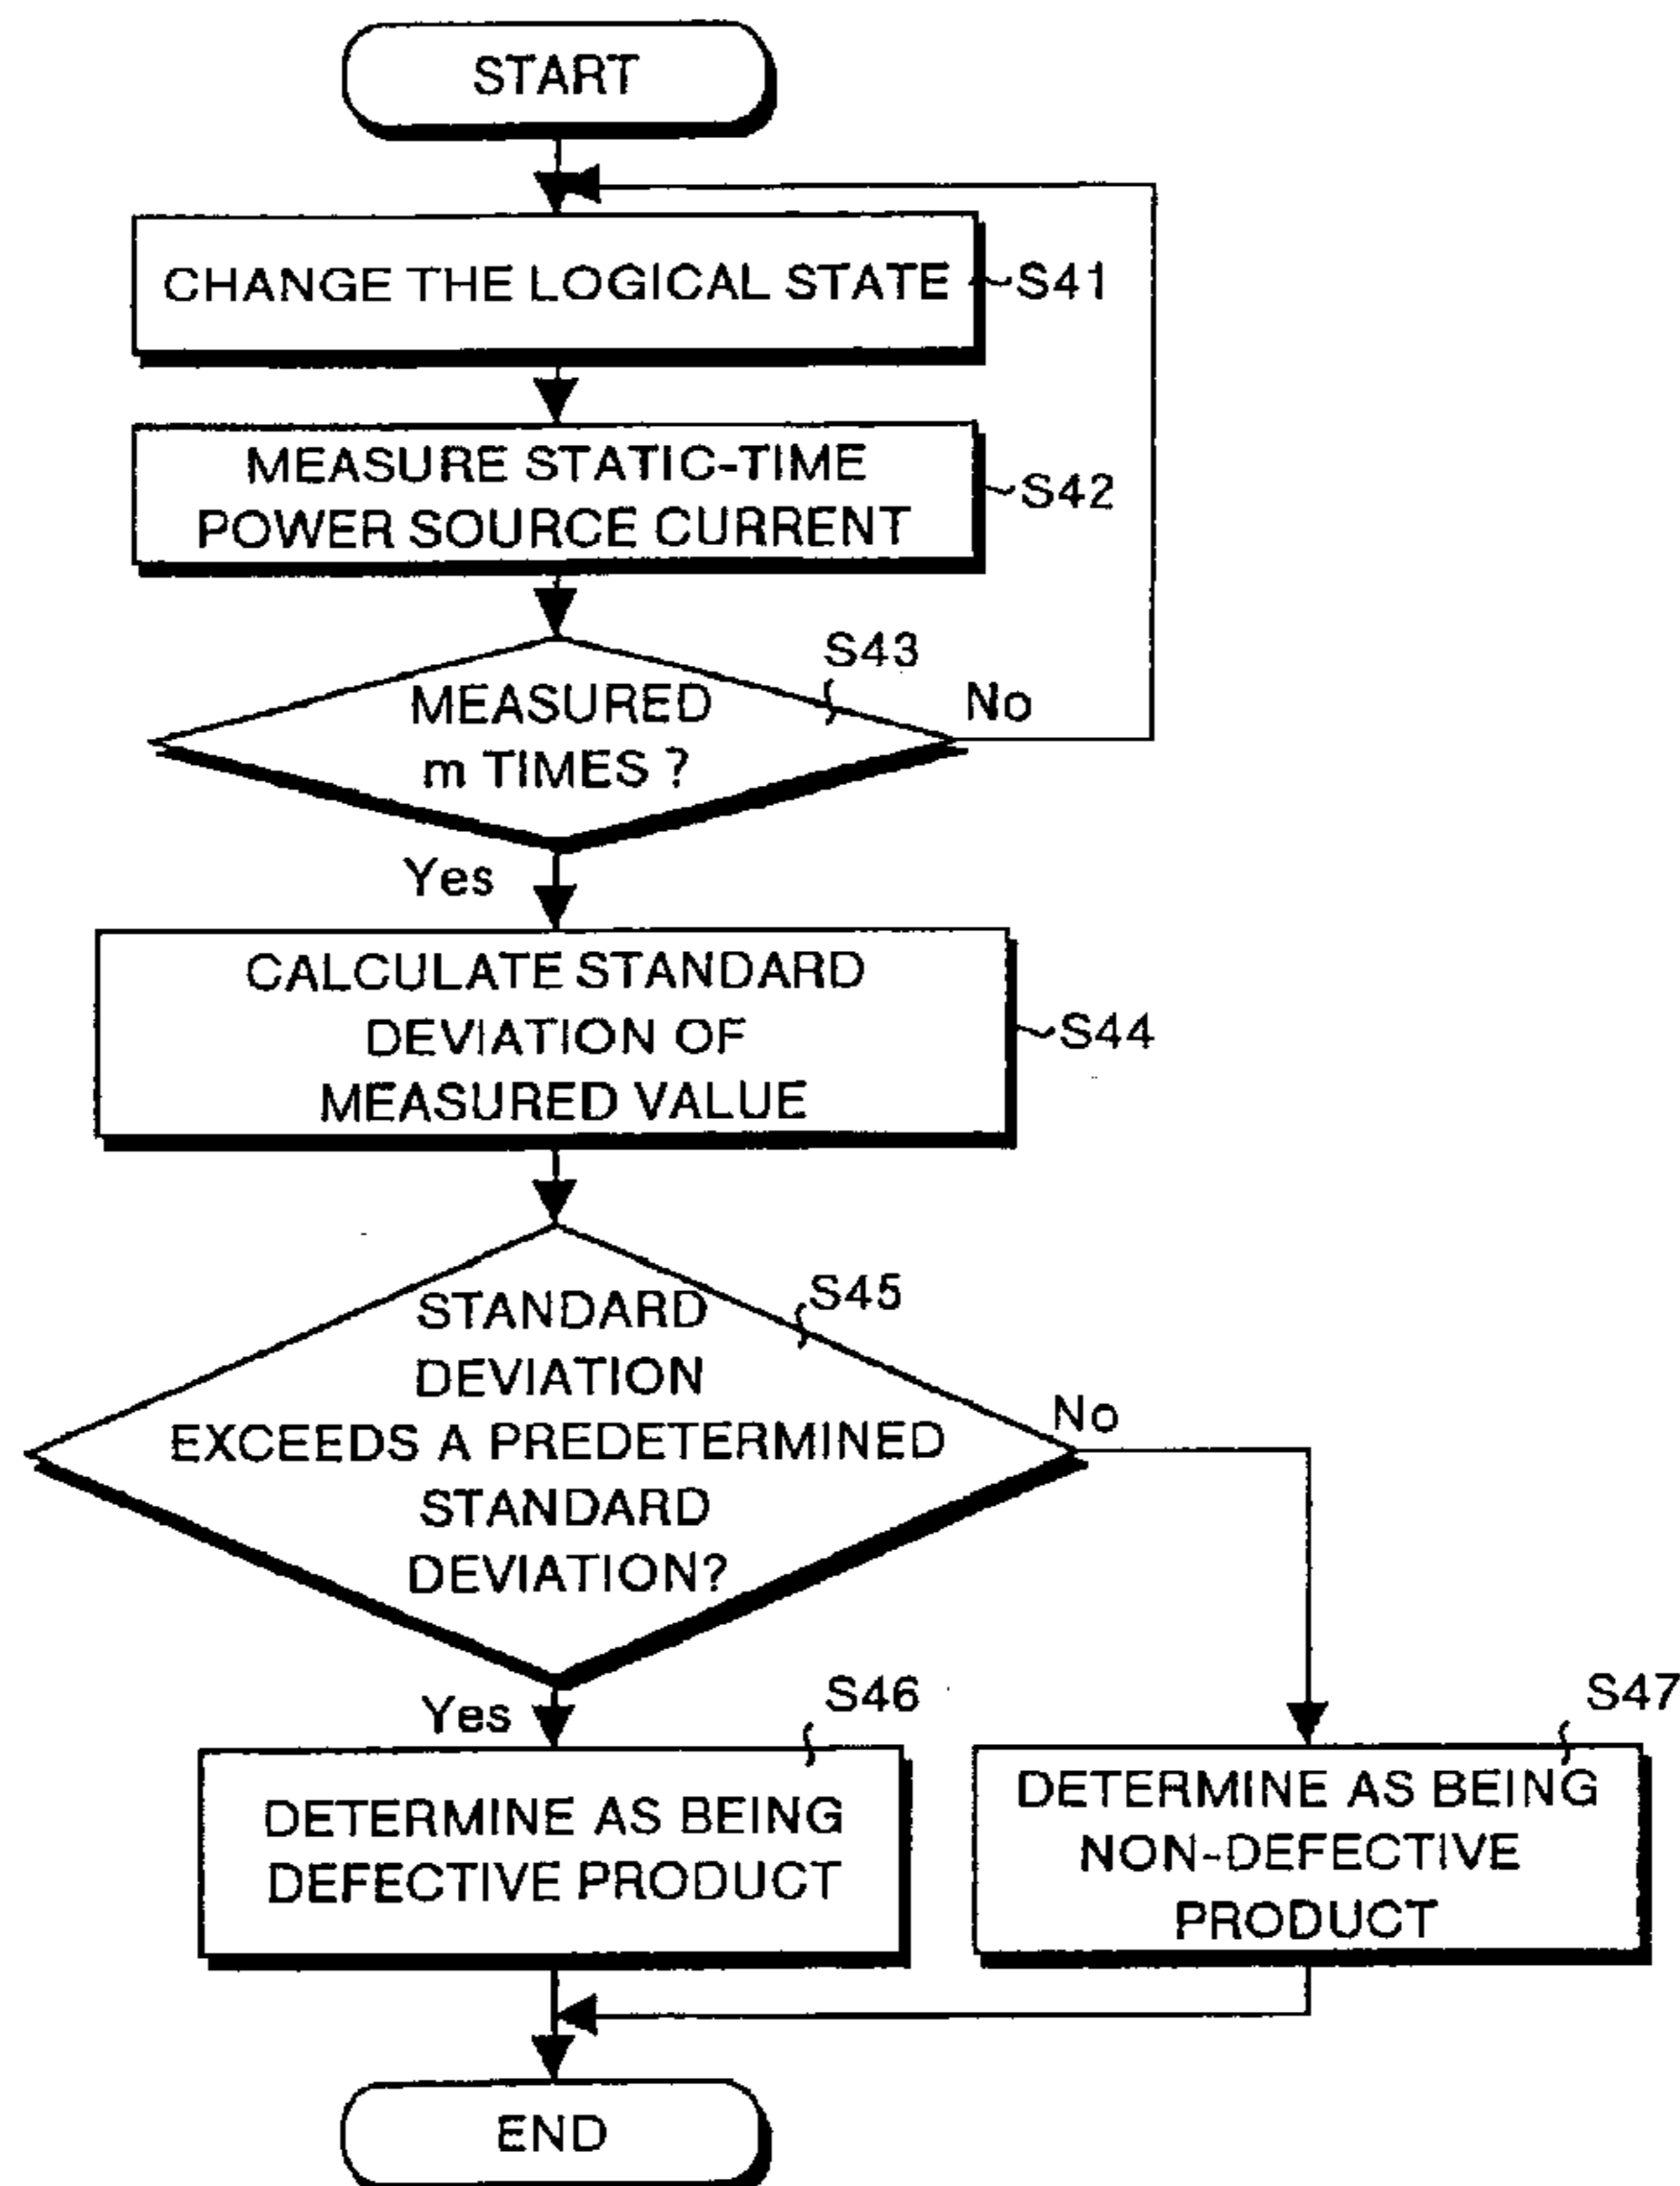 START
CHANGE THE LOGICAL STATE
S41
MEASURE STATIC-TIME
POWER SOURCE CURRENT
S42
S43
MEASURED
m TIMES ?
No
Yes
CALCULATE STANDARD
DEVIATION OF
MEASURED VALUE
S44
S45
STANDARD
DEVIATION
EXCEEDS A PREDETERMINED
STANDARD
DEVIATION?
No
Yes
S46
DETERMINE AS BEING
DEFECTIVE PRODUCT
S47
DETERMINE AS BEING
NON-DEFECTIVE
PRODUCT
END